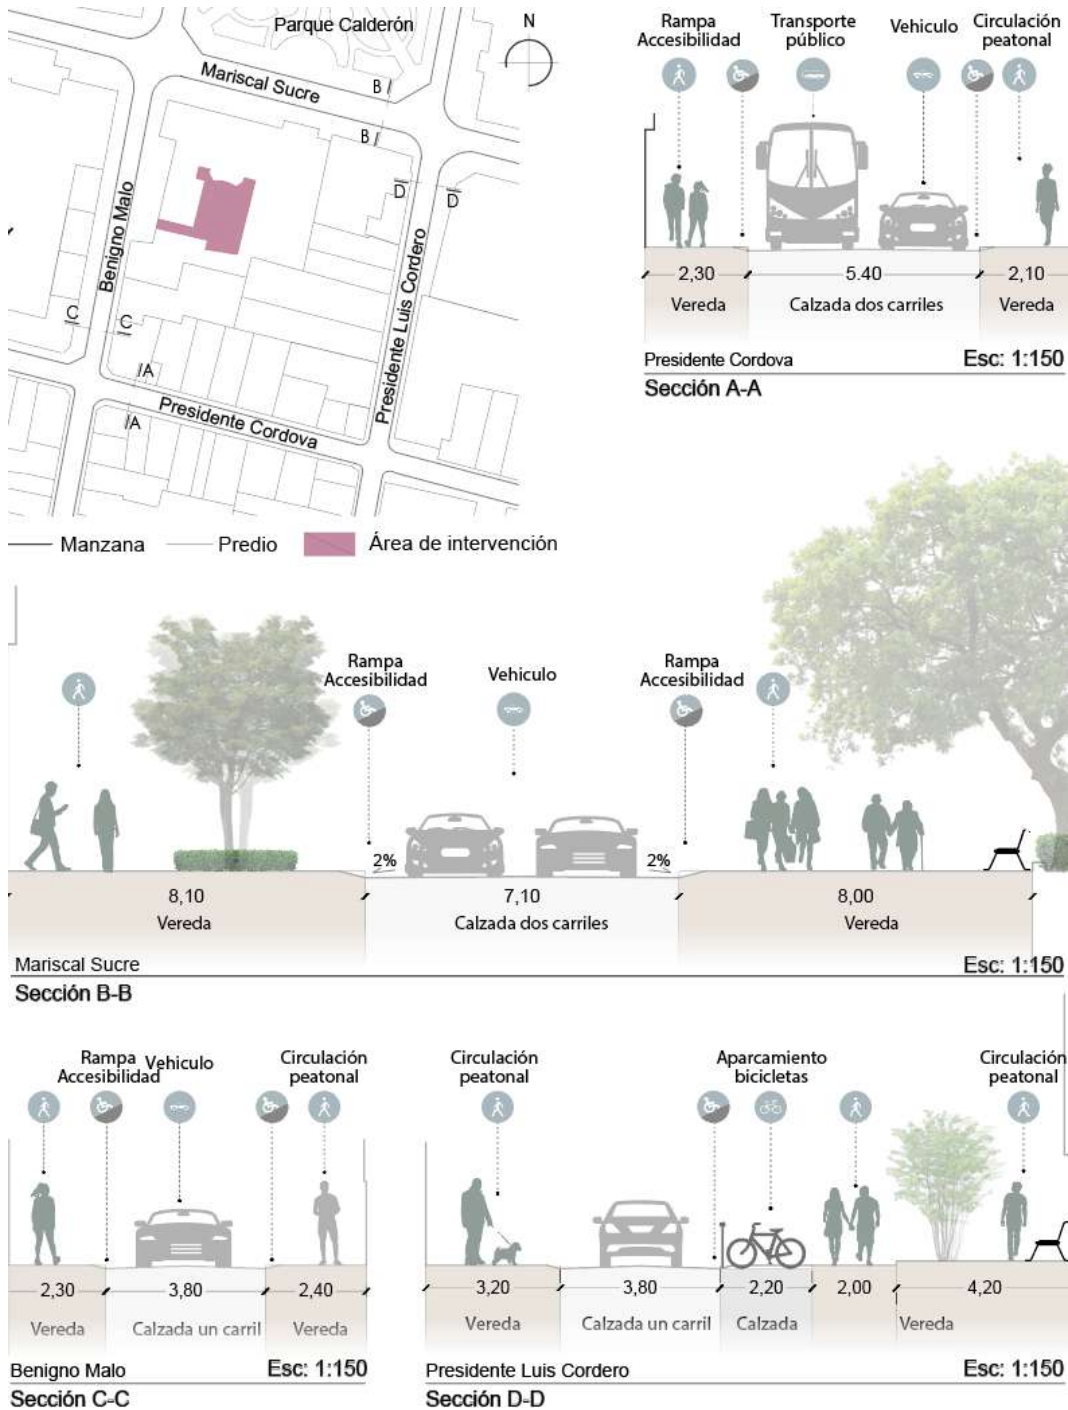 Parque Calderón
N
Mariscal Sucre
B
B
D
D
Benigno Malo
Presidente Luis Cordero
C
C
A
A
Presidente Cordova
Manzana
Predio
Área de intervención
Rampa
Accesibilidad
Transporte
público
Vehiculo
Circulación
peatonal
2,30
5.40
2,10
Vereda
Calzada dos carriles
Vereda
Presidente Cordova
Esc: 1:150
Sección A-A
Rampa
Accesibilidad
Vehiculo
Rampa
Accesibilidad
2%
2%
8,10
7,10
8,00
Vereda
Calzada dos carriles
Vereda
Mariscal Sucre
Esc: 1:150
Sección B-B
Rampa
Accesibilidad
Vehiculo
Circulación
peatonal
2,30
3,80
2,40
Vereda
Calzada un carril
Vereda
Benigno Malo
Esc: 1:150
Sección C-C
Circulación
peatonal
Aparcamiento
bicicletas
Circulación
peatonal
3,20
3,80
2,20
2,00
4,20
Vereda
Calzada un carril
Calzada
Vereda
Presidente Luis Cordero
Esc: 1:150
Sección D-D